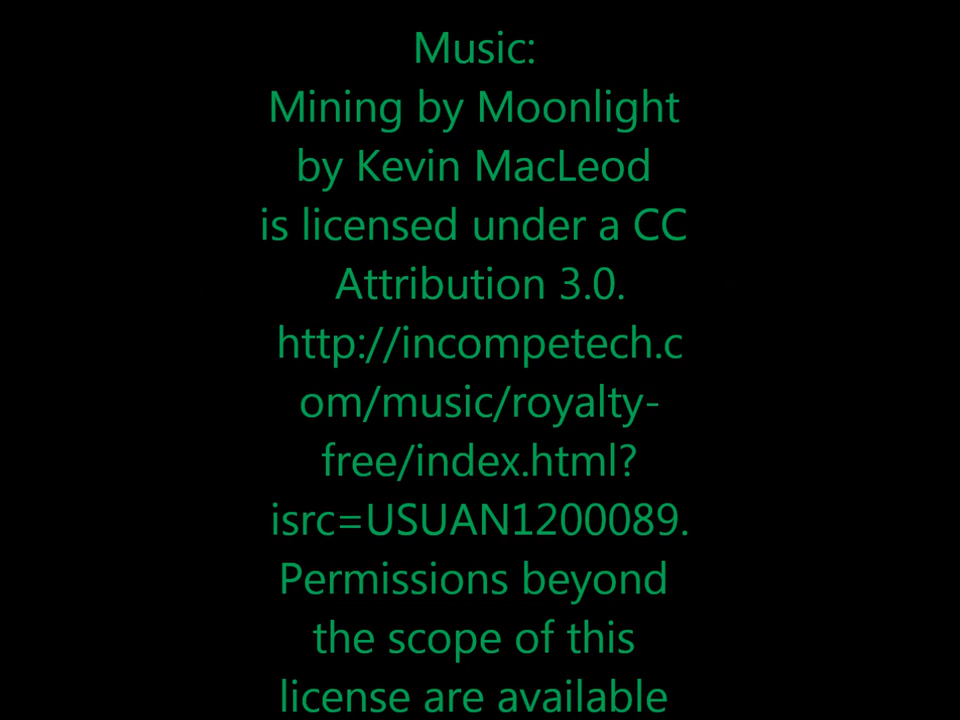 Music:
Mining by Moonlight
by Kevin MacLeod
is licensed under a CC
Attribution 3.0.
http://incompetech.c
om/music/royalty-
free/index.html?
isrc=USUAN1200089.
Permissions beyond
the scope of this
license are available